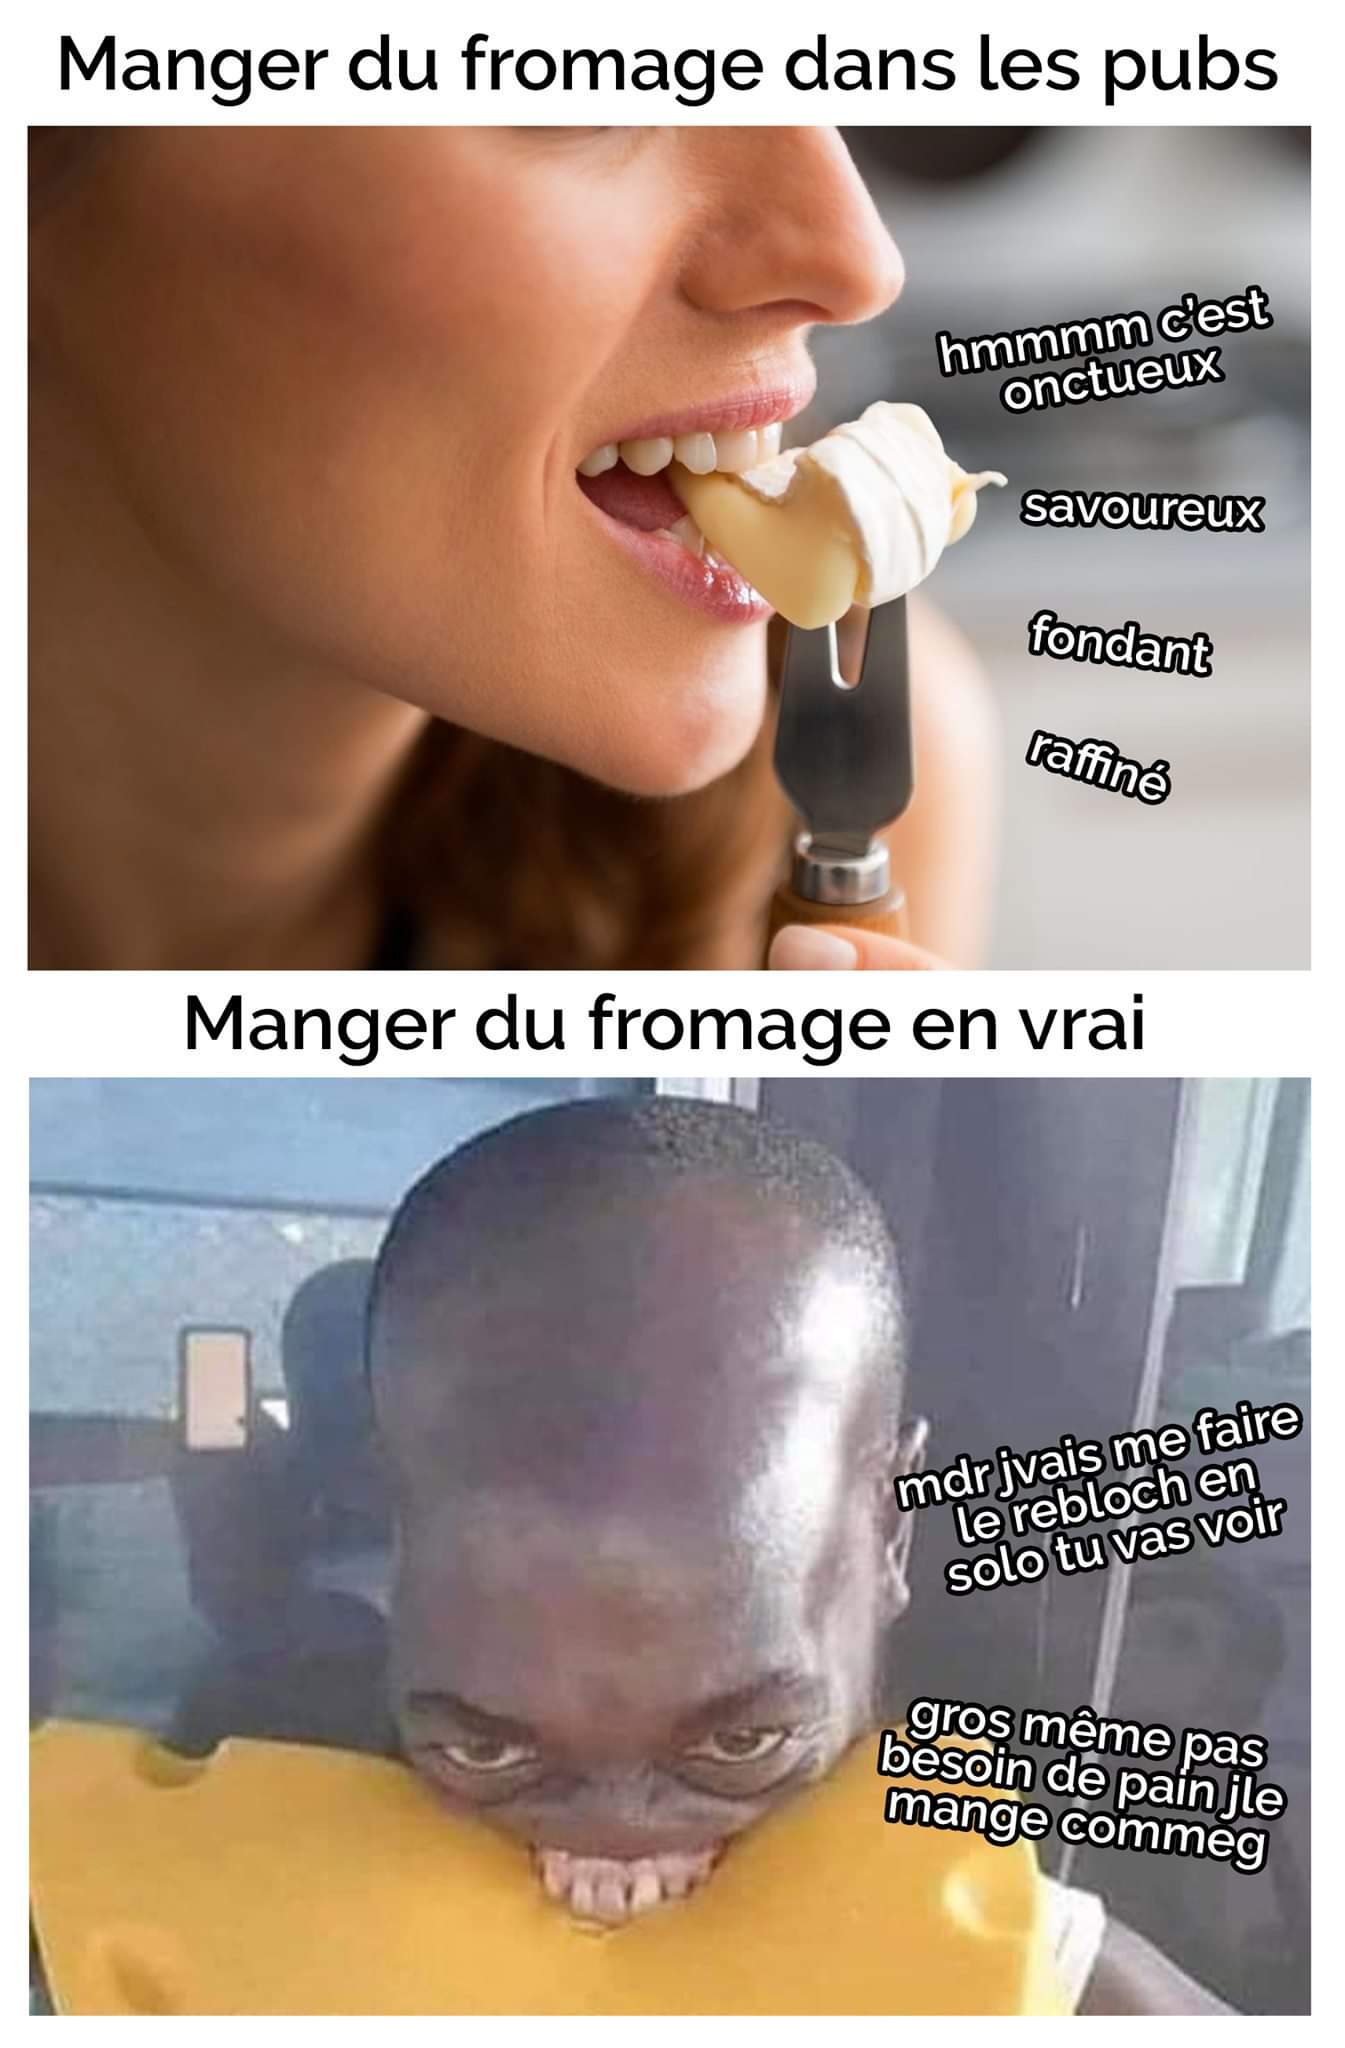 Manger du fromage dans les pubs
hmmmm c'est
onctueux
savoureux
fondant
raffiné
Manger du fromage en vrai
mdr jvais me faire
le rebloch en
solo tu vas voir
gros même pas
besoin de pain jle
mange commeg